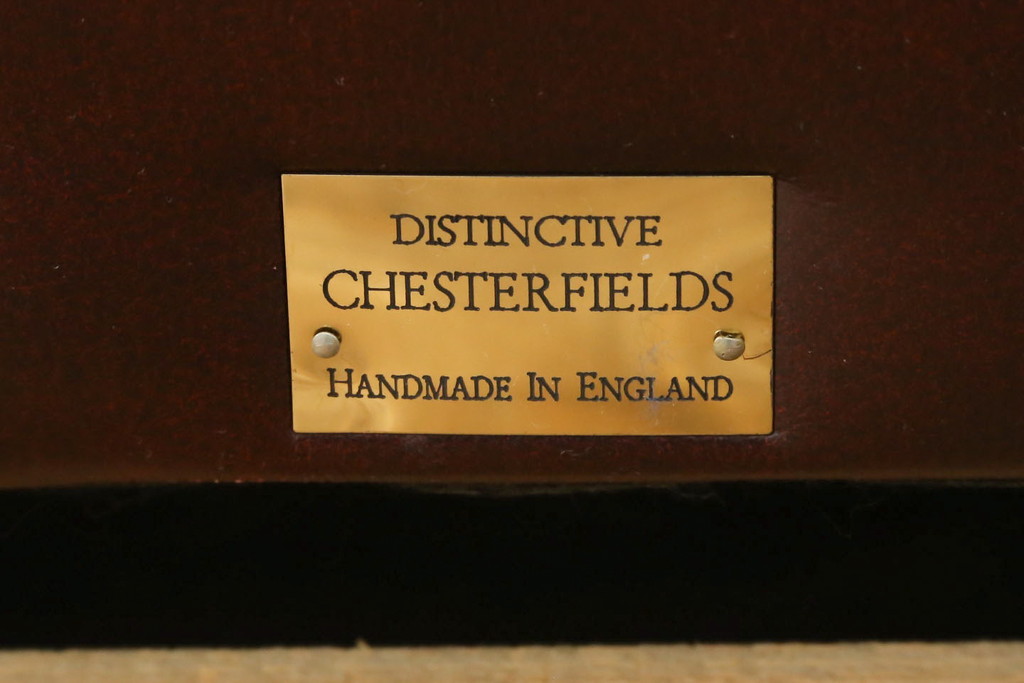 DISTINCTIVE
CHESTERFIELDS
HANDMADE IN ENGLAND